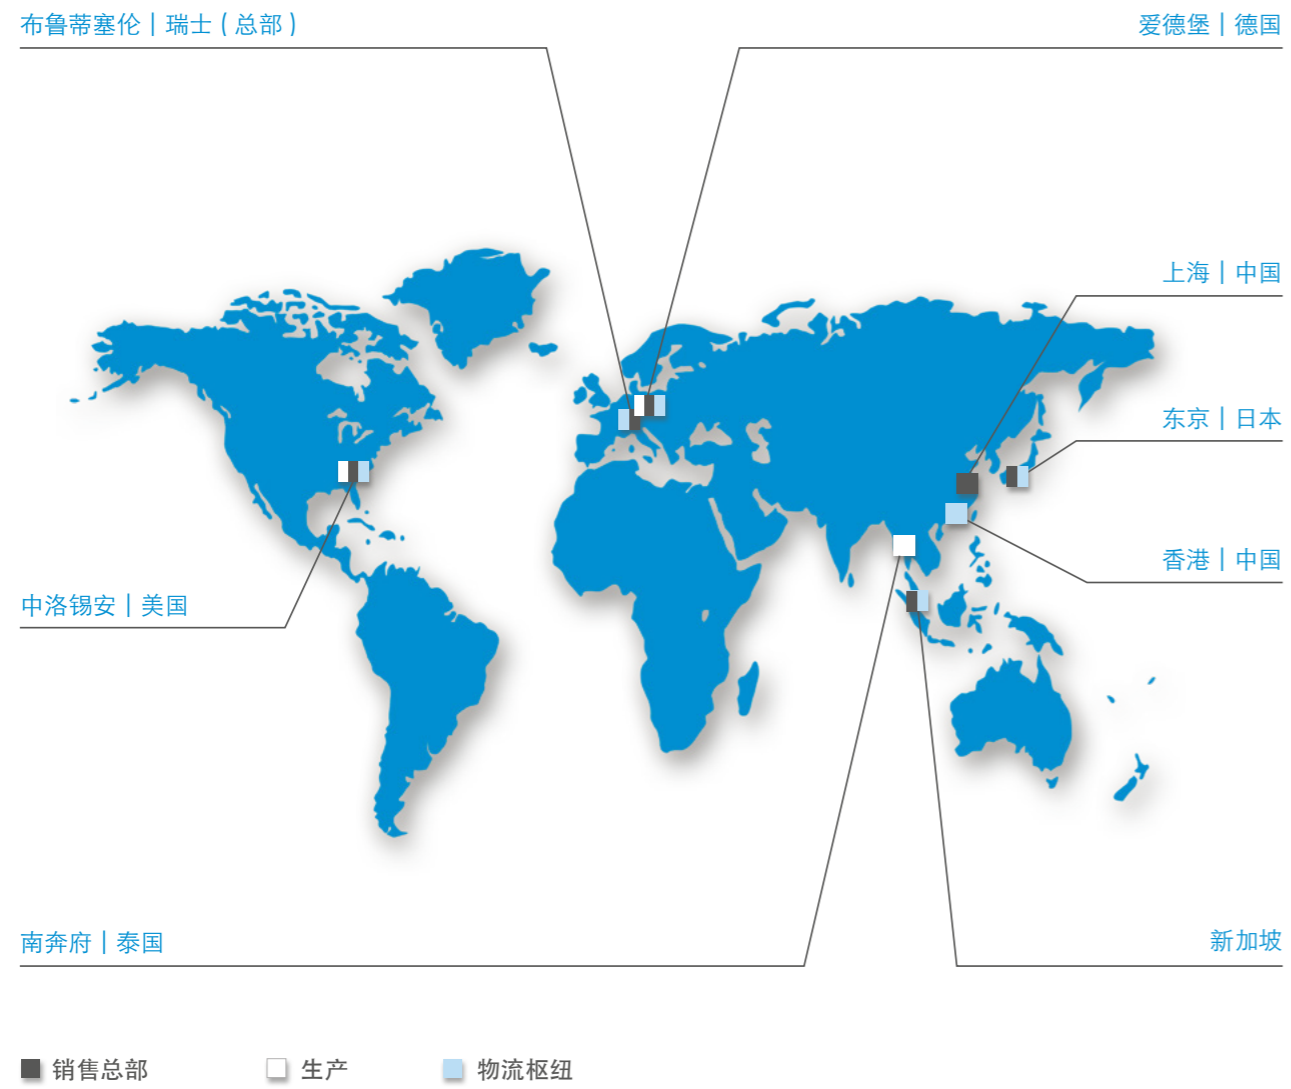 布鲁蒂塞伦｜瑞士（总部）
爱德堡｜德国
上海｜中国
东京｜日本
香港｜中国
中洛锡安｜美国
南奔府｜泰国
新加坡
销售总部
生产
物流枢纽